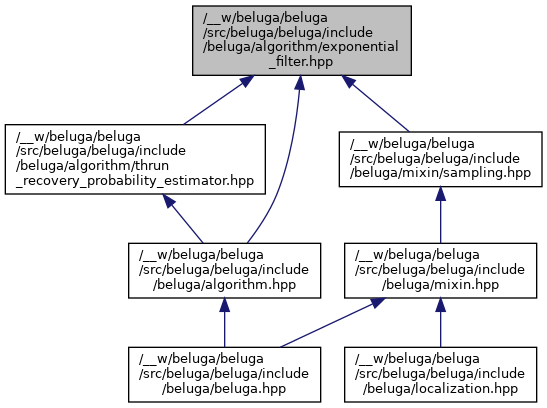 /__w/beluga/beluga
/src/beluga/beluga/include
/beluga/algorithm/exponential
_filter.hpp
/__w/beluga/beluga
/src/beluga/beluga/include
/beluga/algorithm/thrun
_recovery_probability_estimator.hpp
/__w/beluga/beluga
/src/beluga/beluga/include
/beluga/mixin/sampling.hpp
/__w/beluga/beluga
/src/beluga/beluga/include
/beluga/algorithm.hpp
/__w/beluga/beluga
/src/beluga/beluga/include
/beluga/mixin.hpp
/__w/beluga/beluga
/src/beluga/beluga/include
/beluga/beluga.hpp
/__w/beluga/beluga
/src/beluga/beluga/include
/beluga/localization.hpp